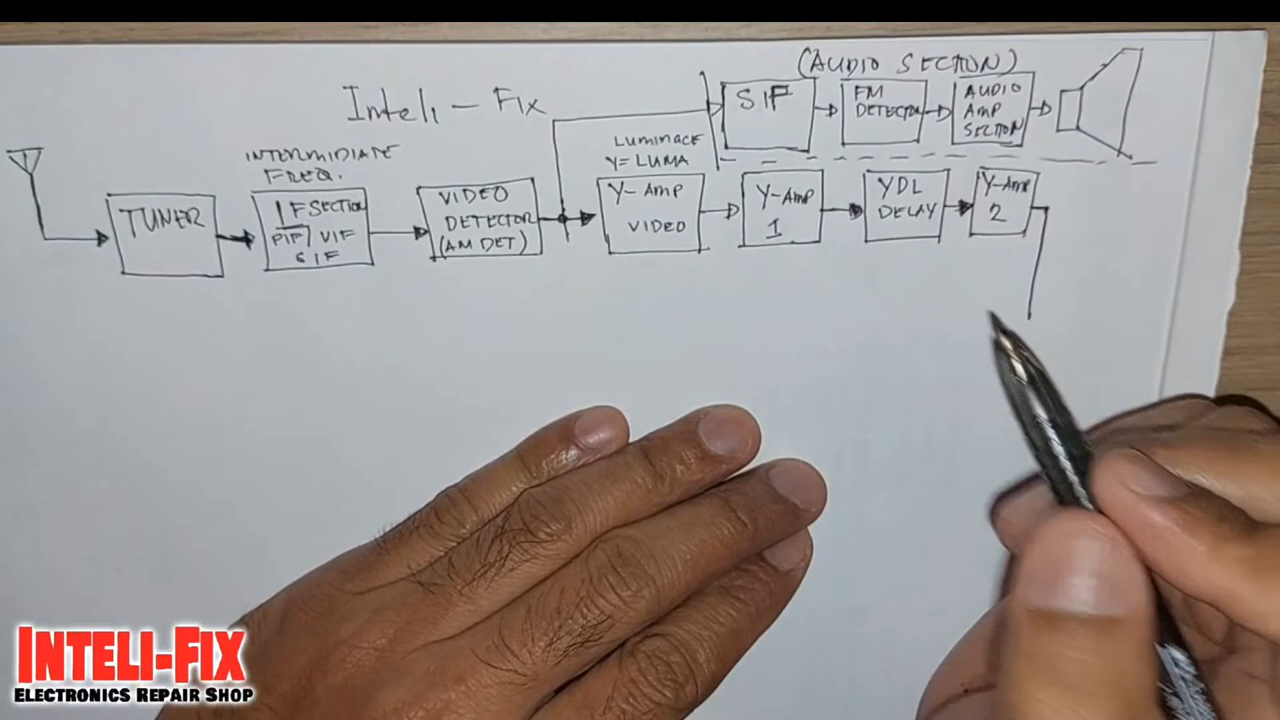 (AUDIO SECTION)
Inteli - Fix
SIF
FM
DETECTOR
AUDIO
AMP
SECTION
INTERMIDIATE
FREQ.
LUMINACE
Y= LUMA
TUNER
IF SECTION
PIF/ VIF
SIF
VIDEO
DETECTOR
(AM DET)
Y- AMP
VIDEO
Y-AMP
1
YDL
DELAY
Y-AMP
2
INTELI-FIX
ELECTRONICS REPAIR SHOP